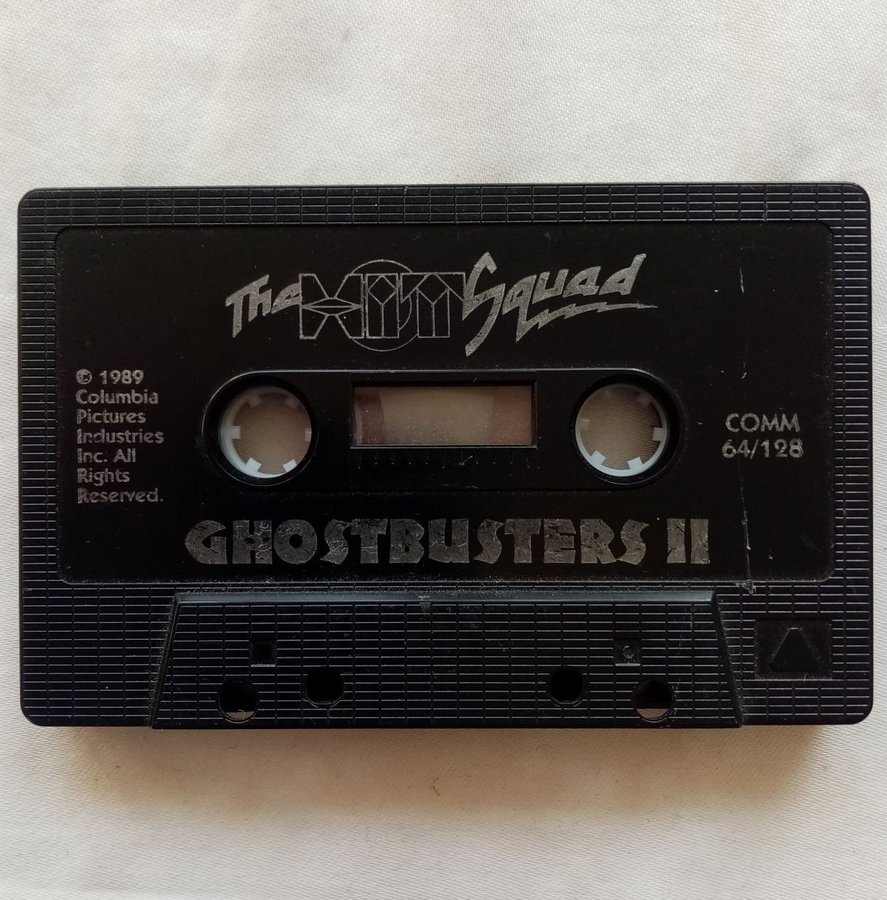 The HIT Squad
© 1989
Columbia
Pictures
Industries
Inc. All
Rights
Reserved.
COMM
64/128
GHOSTBUSTERS II